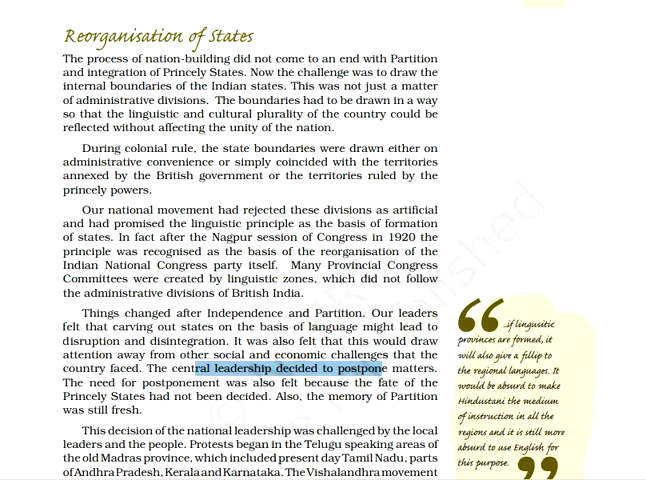 Reorganisation of States
The process of nation-building did not come to an end with Partition
and integration of Princely States. Now the challenge was to draw the
internal boundaries of the Indian states. This was not just a matter
of administrative divisions. The boundaries had to be drawn in a way
so that the linguistic and cultural plurality of the country could be
reflected without affecting the unity of the nation.
During colonial rule, the state boundaries were drawn either on
administrative convenience or simply coincided with the territories
annexed by the British government or the territories ruled by the
princely powers.
Our national movement had rejected these divisions as artificial
and had promised the linguistic principle as the basis of formation
of states. In fact after the Nagpur session of Congress in 1920 the
principle was recognised as the basis of the reorganisation of the
Indian National Congress party itself. Many Provincial Congress
Committees were created by linguistic zones, which did not follow
the administrative divisions of British India.
Things changed after Independence and Partition. Our leaders
felt that carving out states on the basis of language might lead to
disruption and disintegration. It was also felt that this would draw
attention away from other social and economic challenges that the
country faced. The central leadership decided to postpone matters.
The need for postponement was also felt because the fate of the
Princely States had not been decided. Also, the memory of Partition
was still fresh.
This decision of the national leadership was challenged by the local
leaders and the people. Protests began in the Telugu speaking areas of
the old Madras province, which included present day Tamil Nadu, parts
of Andhra Pradesh, Kerala and Karnataka. The Vishalandhra movement
“
..if lingusitic
provinces are formed, it
will also give a fillip to
the regional languages. It
would be absurd to make
Hindustani the medium
of instruction in all the
regions and it is still more
absurd to use English for
this purpose.
”